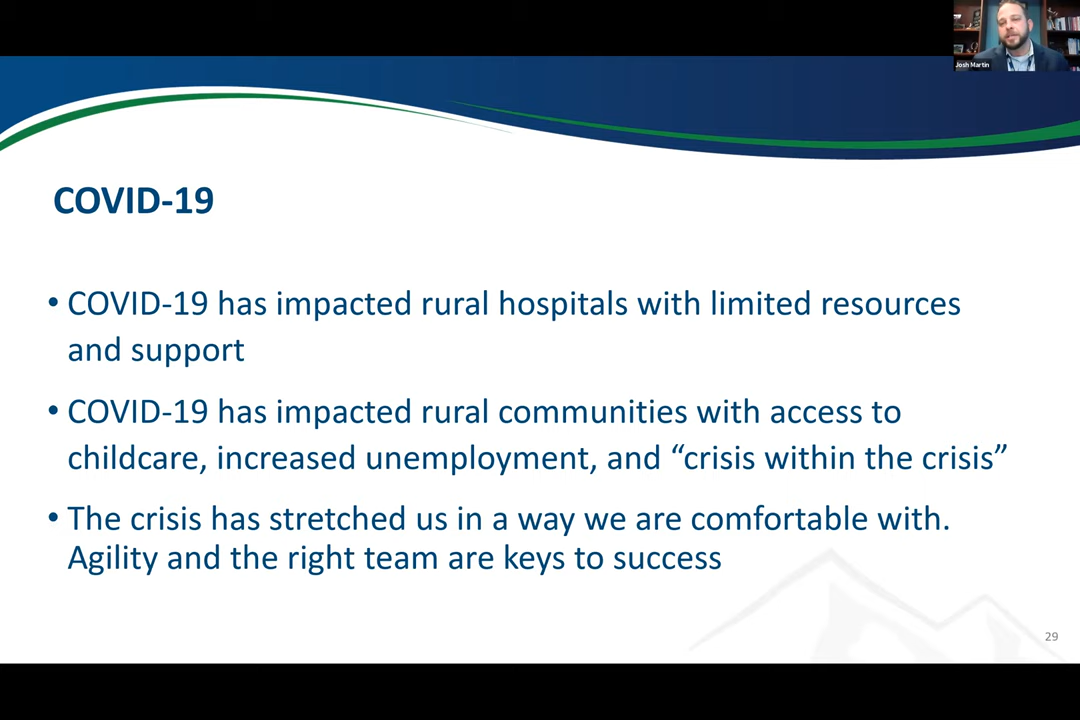 Josh Martin
COVID-19
• COVID-19 has impacted rural hospitals with limited resources
and support
• COVID-19 has impacted rural communities with access to
childcare, increased unemployment, and “crisis within the crisis”
• The crisis has stretched us in a way we are comfortable with.
Agility and the right team are keys to success
29